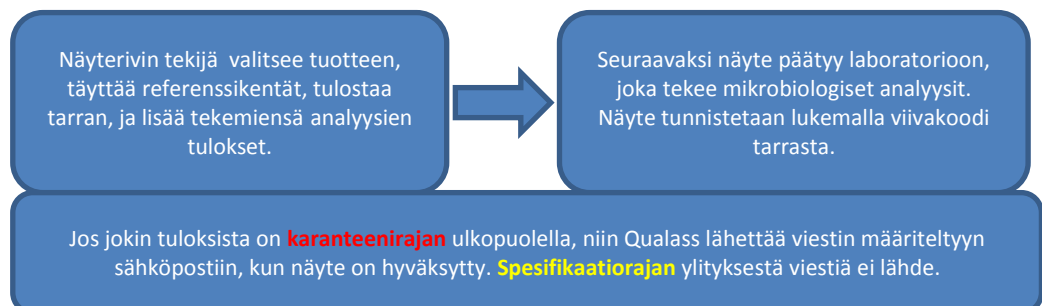 Näyterivin tekijä valitsee tuotteen,
täyttää referenssikentät, tulostaa
tarran, ja lisää tekemiensä analyysien
tulokset.
Seuraavaksi näyte päätyy laboratorioon,
joka tekee mikrobiologiset analyysit.
Näyte tunnistetaan lukemalla viivakoodi
tarrasta.
Jos jokin tuloksista on karanteenirajan ulkopuolella, niin Qualass lähettää viestin määriteltyyn
sähköpostiin, kun näyte on hyväksytty. Spesifikaatiorajan ylityksestä viestiä ei lähde.